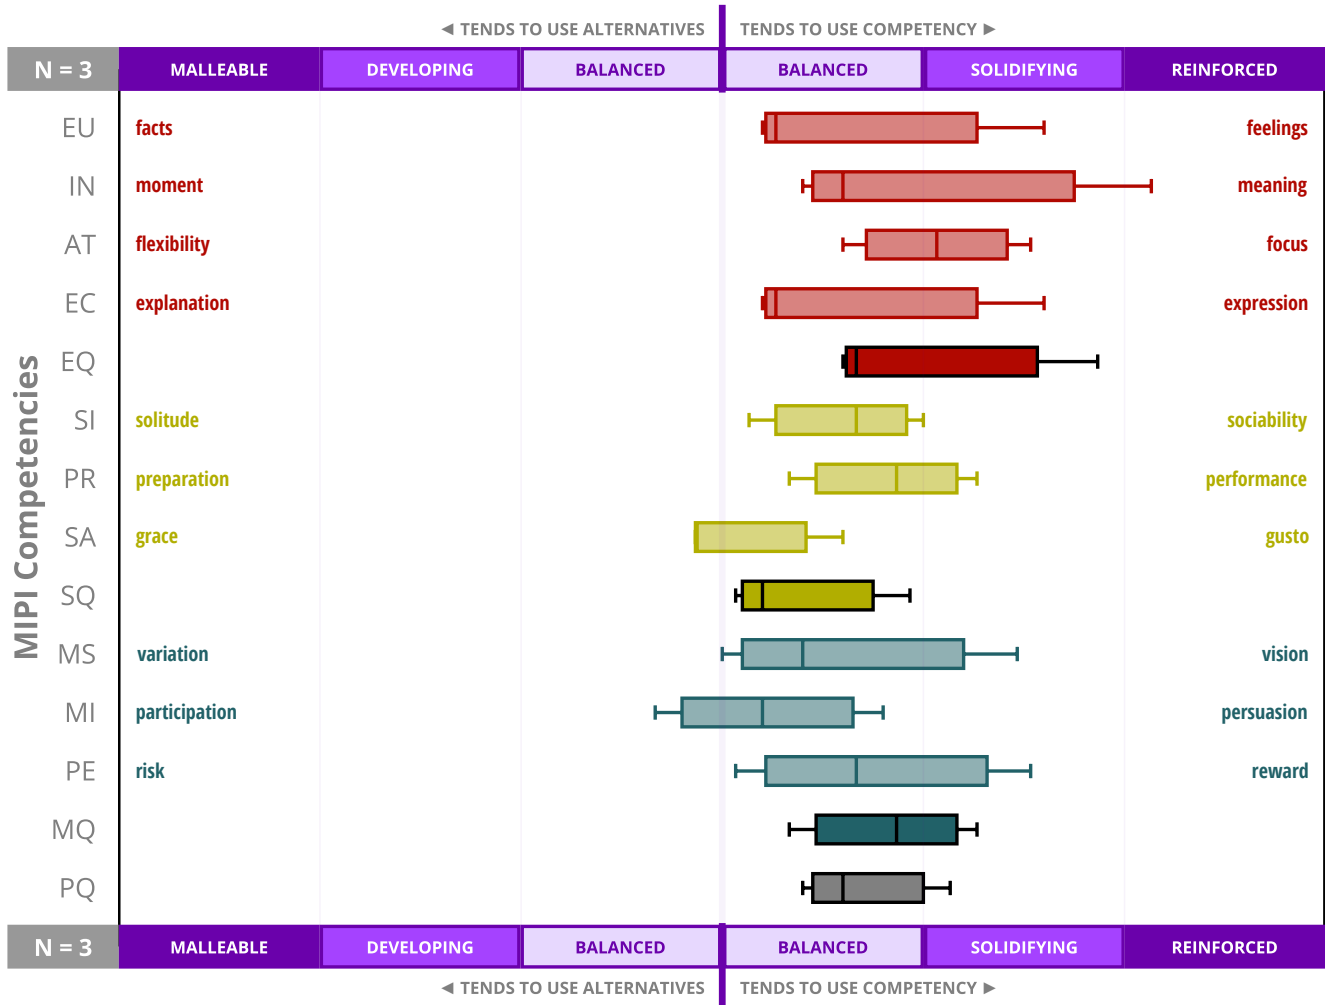 ◄ TENDS TO USE ALTERNATIVES TENDS TO USE COMPETENCY ►
N = 3 MALLEABLE DEVELOPING BALANCED BALANCED SOLIDIFYING REINFORCED
MIPI Competencies
EU facts feelings
IN moment meaning
AT flexibility focus
EC explanation expression
EQ
SI solitude sociability
PR preparation performance
SA grace gusto
SQ
MS variation vision
MI participation persuasion
PE risk reward
MQ
PQ
N = 3 MALLEABLE DEVELOPING BALANCED BALANCED SOLIDIFYING REINFORCED
◄ TENDS TO USE ALTERNATIVES TENDS TO USE COMPETENCY ►